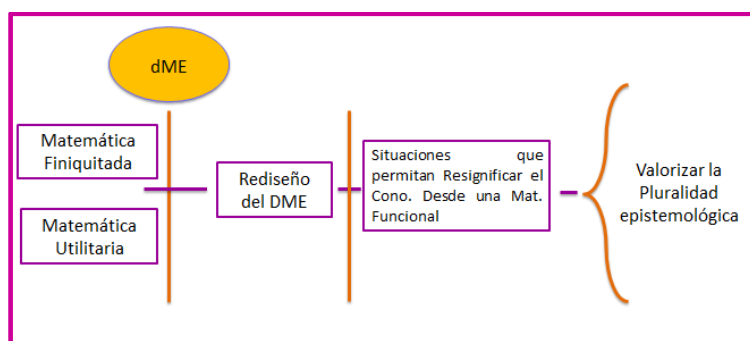 dME
Matemática
Finiquitada
Matemática
Utilitaria
Rediseño
del DME
Situaciones que
permitan Resignificar el
Cono. Desde una Mat.
Funcional
Valorizar la
Pluralidad
epistemológica